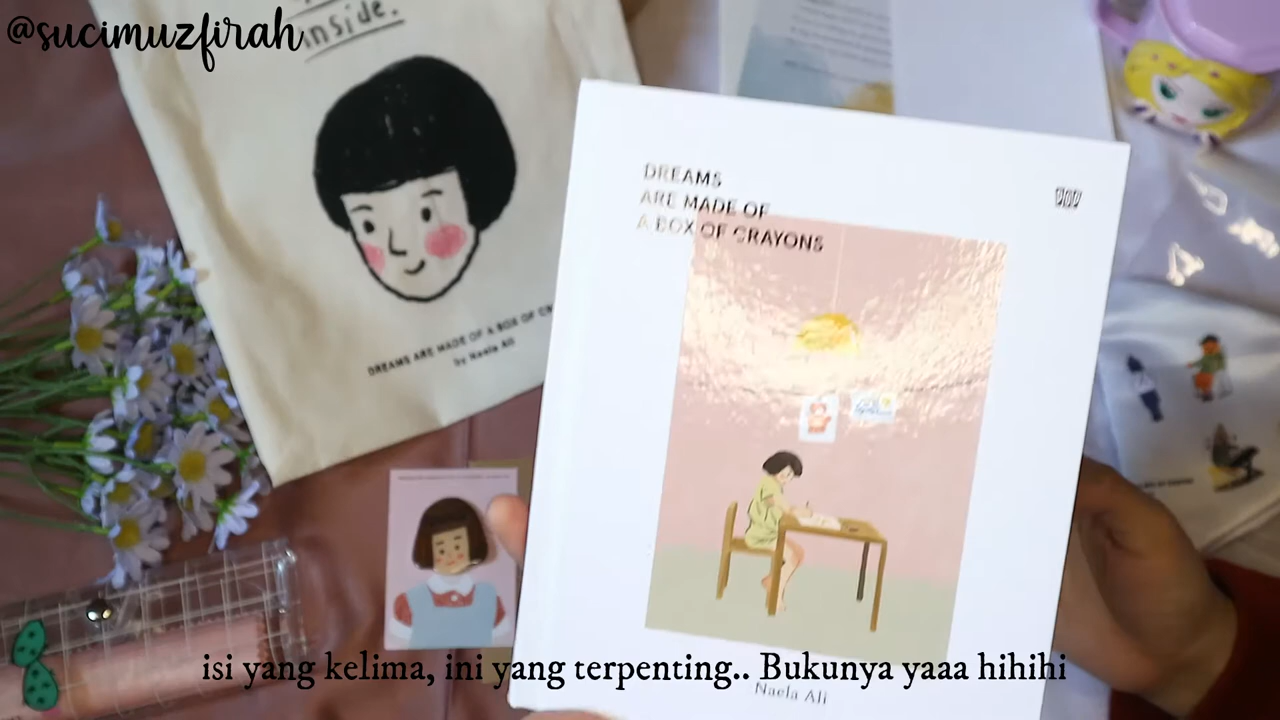 @sucimuzfirah
inside.
DREAMS ARE MADE OF A BOX OF
by Naela Ali
DREAMS
ARE MADE OF
A BOX OF CRAYONS
POP
Naela Ali
isi yang kelima, ini yang terpenting.. Bukunya yaaa hihihi